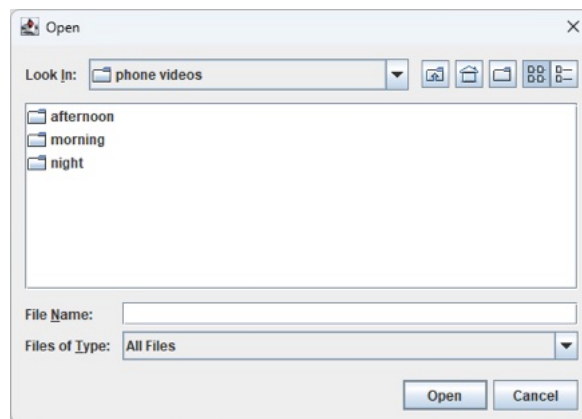 Open
Look In: phone videos
afternoon
morning
night
File Name:
Files of Type: All Files
Open Cancel